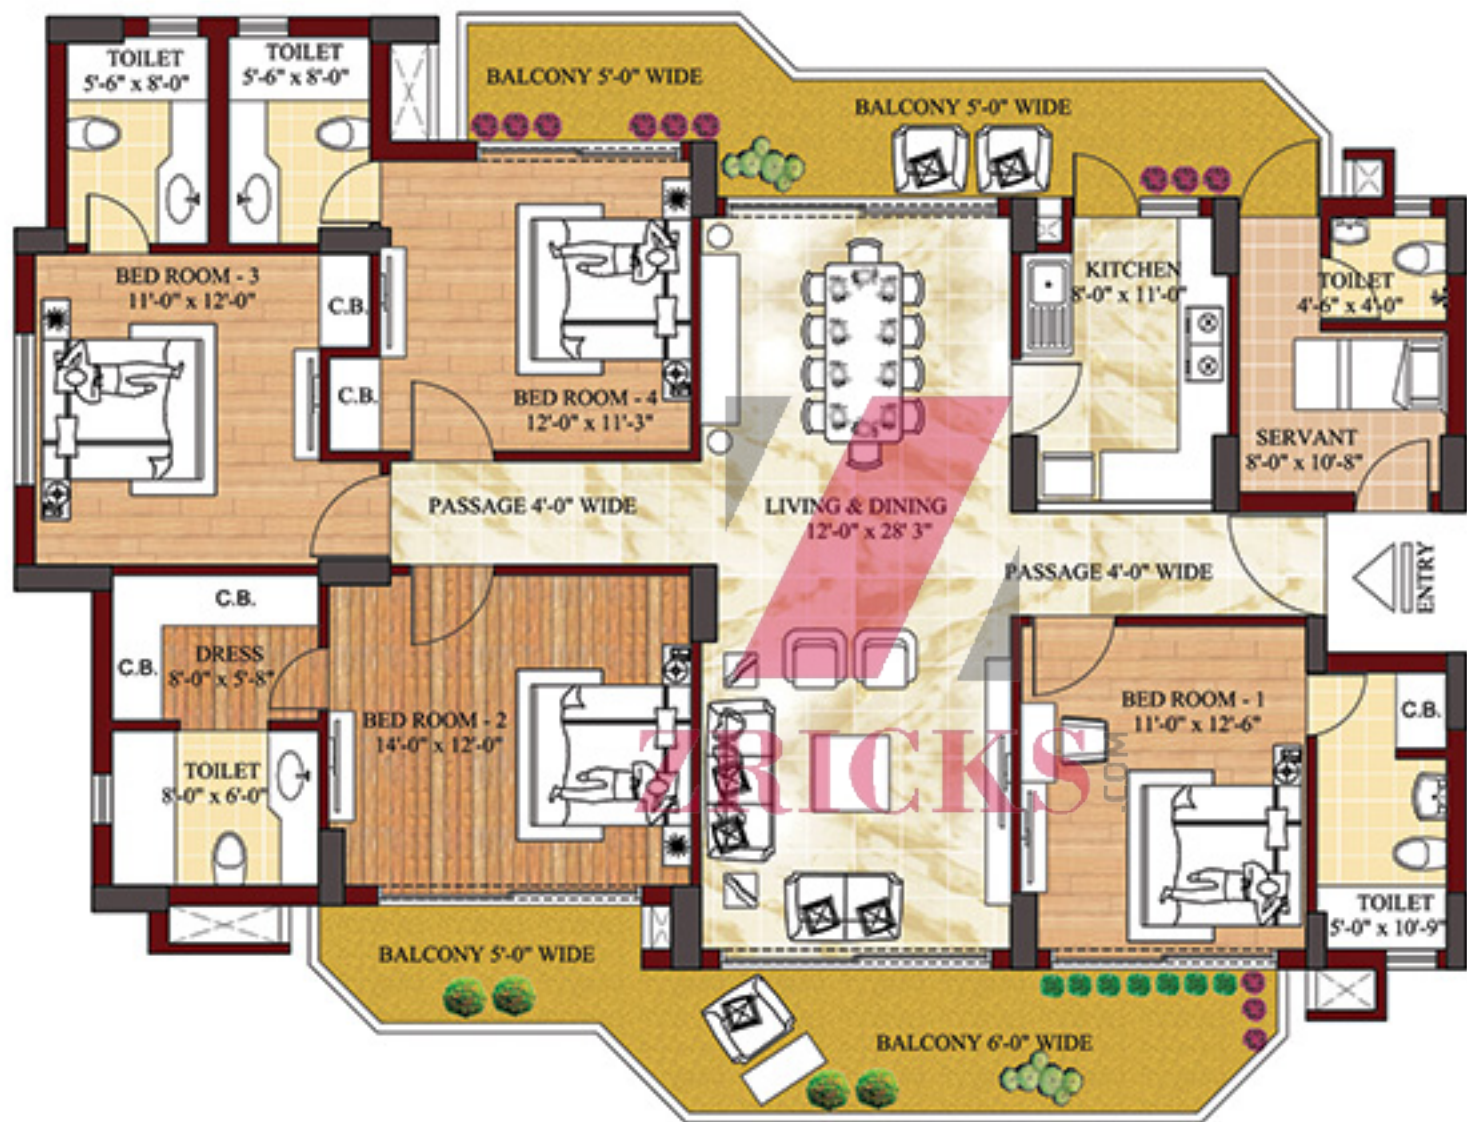 TOILET
5'-6" x 8'-0"
TOILET
5'-6" x 8'-0"
BALCONY 5'-0" WIDE
BALCONY 5'-0" WIDE
BED ROOM - 3
11'-0" x 12'-0"
C.B.
C.B.
BED ROOM - 4
12'-0" x 11'-3"
KITCHEN
8'-0" x 11'-0"
TOILET
4'-6" x 4'-0"
SERVANT
8'-0" x 10'-8"
PASSAGE 4'-0" WIDE
LIVING & DINING
12'-0" x 28' 3"
PASSAGE 4'-0" WIDE
ENTRY
C.B.
C.B.
DRESS
8'-0" x 5'-8"
BED ROOM - 2
14'-0" x 12'-0"
BED ROOM - 1
11'-0" x 12'-6"
C.B.
TOILET
8'-0" x 6'-0"
ZRICKS
.COM
TOILET
5'-0" x 10'-9"
BALCONY 5'-0" WIDE
BALCONY 6'-0" WIDE